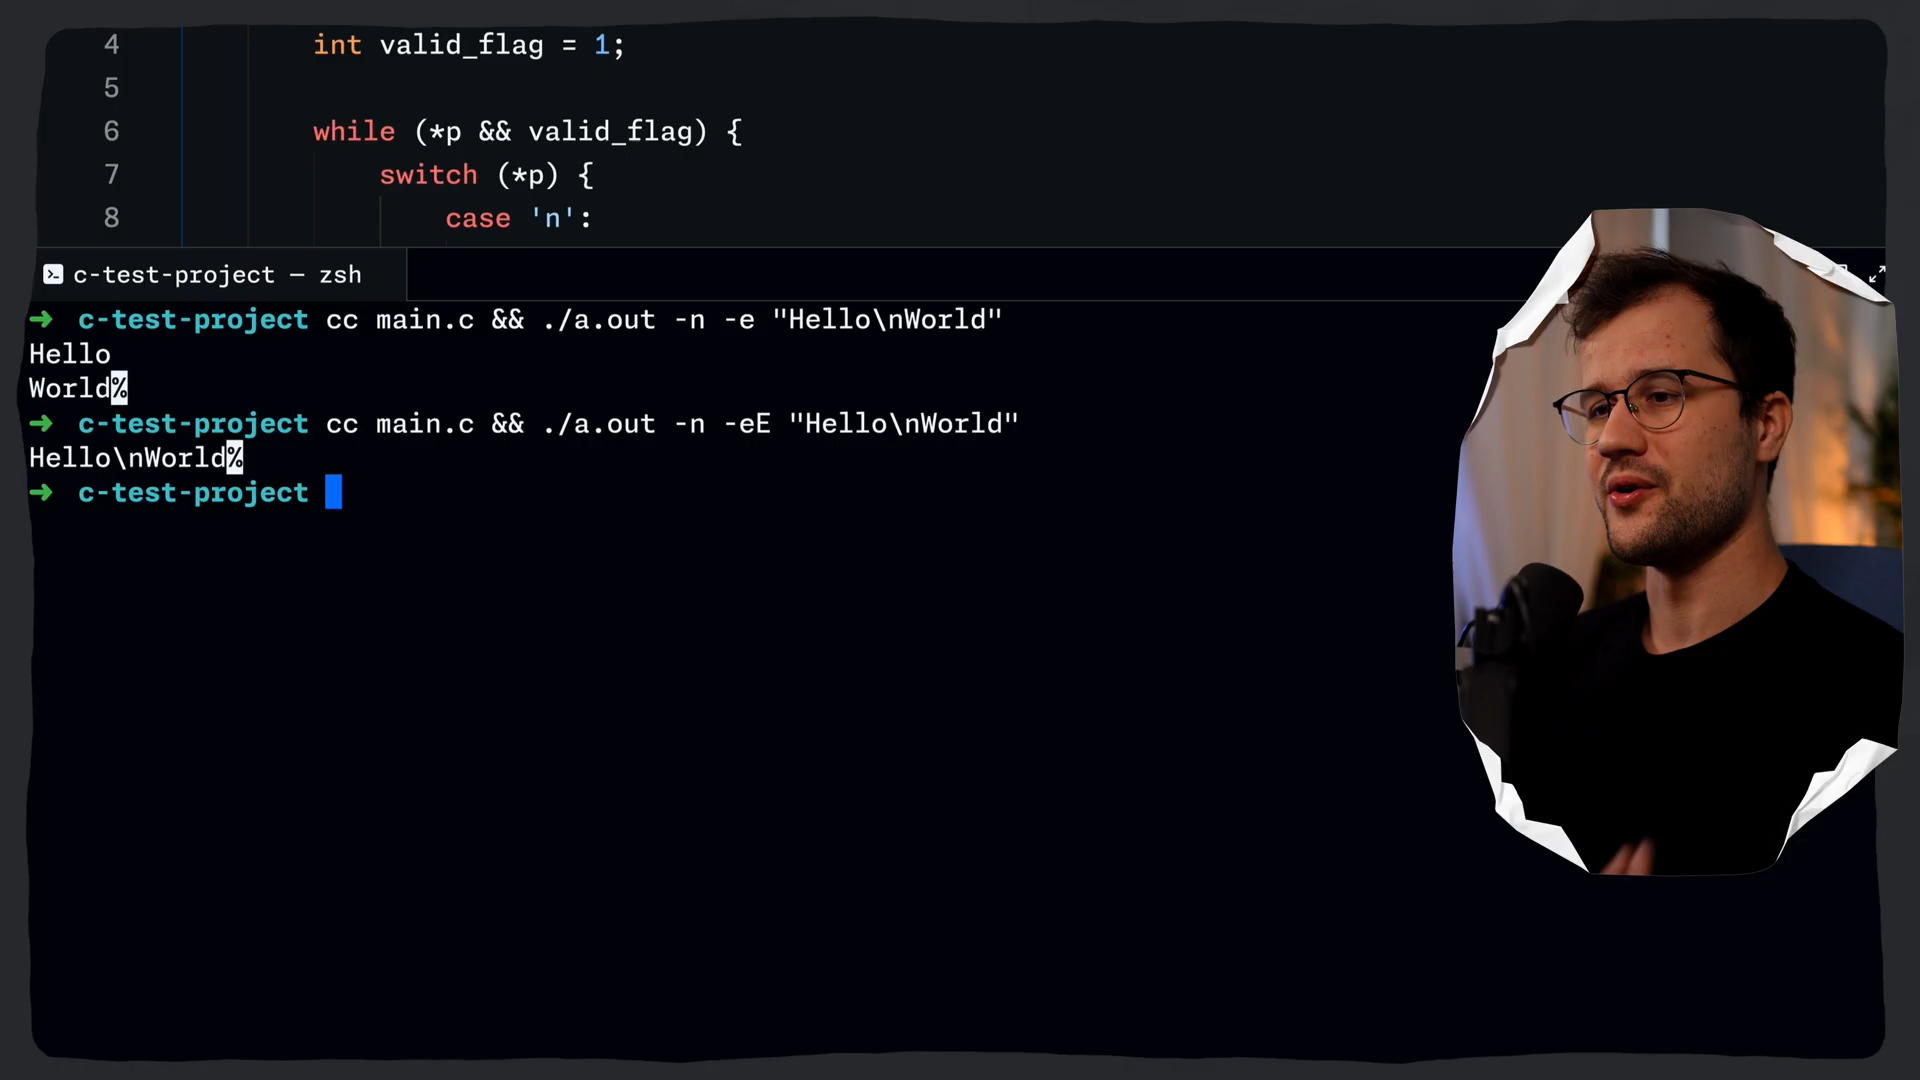 4 int valid_flag = 1;
5
6 while (*p && valid_flag) {
7 switch (*p) {
8 case 'n':
c-test-project — zsh
➜ c-test-project cc main.c && ./a.out -n -e "Hello\nWorld"
Hello
World%
➜ c-test-project cc main.c && ./a.out -n -eE "Hello\nWorld"
Hello\nWorld%
➜ c-test-project